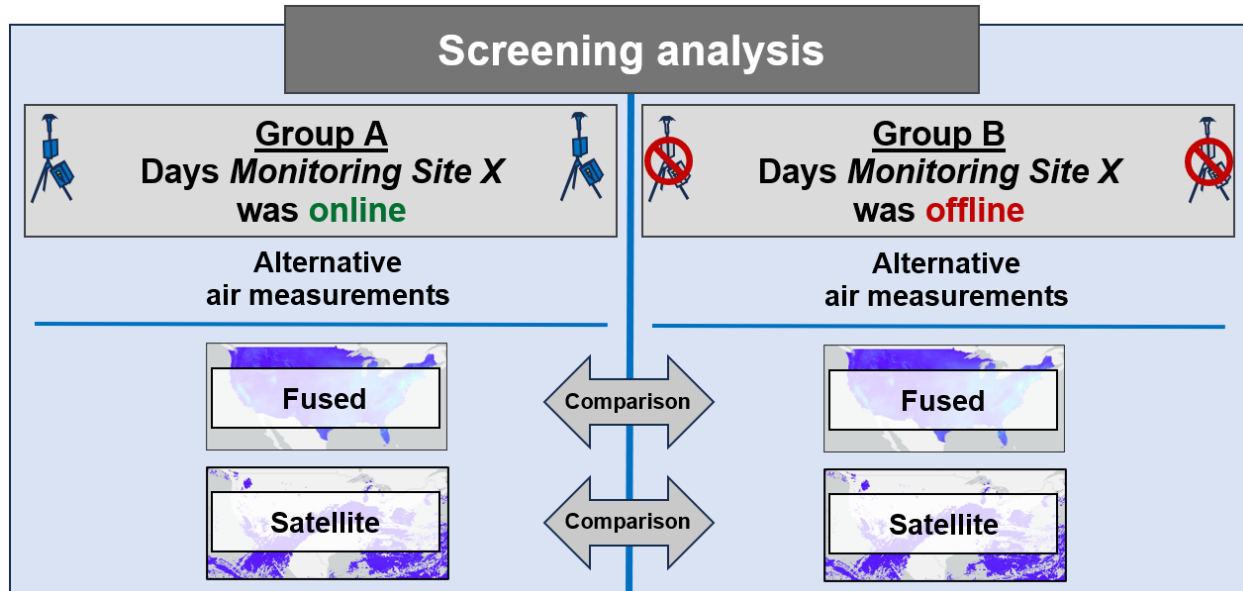 Screening analysis
Group A
Days Monitoring Site X
was online
Group B
Days Monitoring Site X
was offline
Alternative
air measurements
Alternative
air measurements
Fused
Comparison
Fused
Satellite
Comparison
Satellite